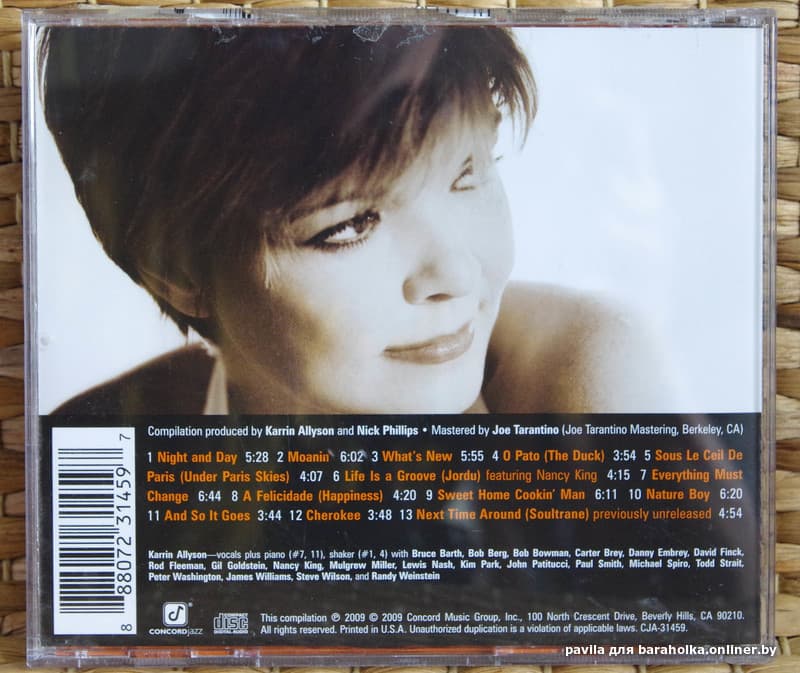 Compilation produced by Karrin Allyson and Nick Phillips • Mastered by Joe Tarantino (Joe Tarantino Mastering, Berkeley, CA)
1 Night and Day 5:28 2 Moanin' 6:02 3 What's New 5:55 4 O Pato (The Duck) 3:54 5 Sous Le Ceil De
Paris (Under Paris Skies) 4:07 6 Life Is a Groove (Jordu) featuring Nancy King 4:15 7 Everything Must
Change 6:44 8 A Felicidade (Happiness) 4:20 9 Sweet Home Cookin' Man 6:11 10 Nature Boy 6:20
11 And So It Goes 3:44 12 Cherokee 3:48 13 Next Time Around (Soultrane) previously unreleased 4:54
8 88072 31459 7
Karrin Allyson—vocals plus piano (#7, 11), shaker (#1, 4) with Bruce Barth, Bob Berg, Bob Bowman, Carter Brey, Danny Embrey, David Finck,
Rod Fleeman, Gil Goldstein, Nancy King, Mulgrew Miller, Lewis Nash, Kim Park, John Patitucci, Paul Smith, Michael Spiro, Todd Strait,
Peter Washington, James Williams, Steve Wilson, and Randy Weinstein
CONCORDjazz
COMPACT
disc
DIGITAL AUDIO
This compilation ℗ 2009 © 2009 Concord Music Group, Inc., 100 North Crescent Drive, Beverly Hills, CA 90210.
All rights reserved. Printed in U.S.A. Unauthorized duplication is a violation of applicable laws. CJA-31459.
pavila для baraholka.onliner.by